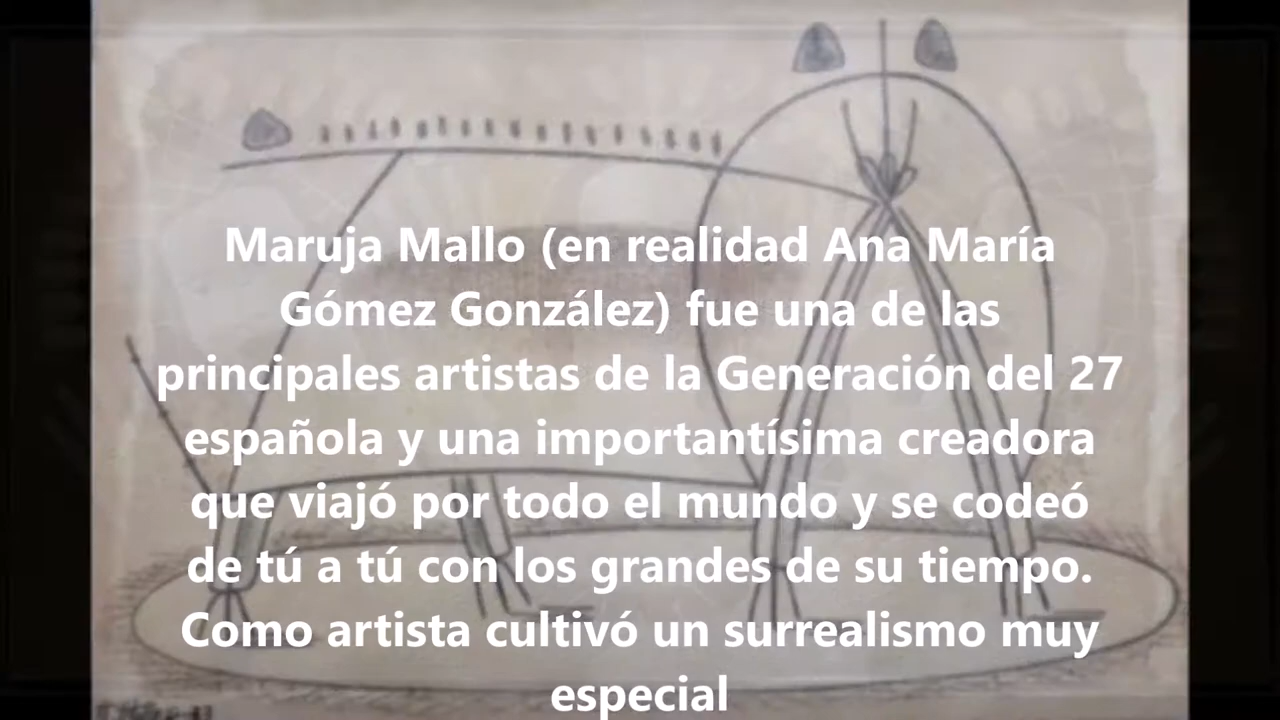 Maruja Mallo (en realidad Ana María
Gómez González) fue una de las
principales artistas de la Generación del 27
española y una importantísima creadora
que viajó por todo el mundo y se codeó
de tú a tú con los grandes de su tiempo.
Como artista cultivó un surrealismo muy
especial